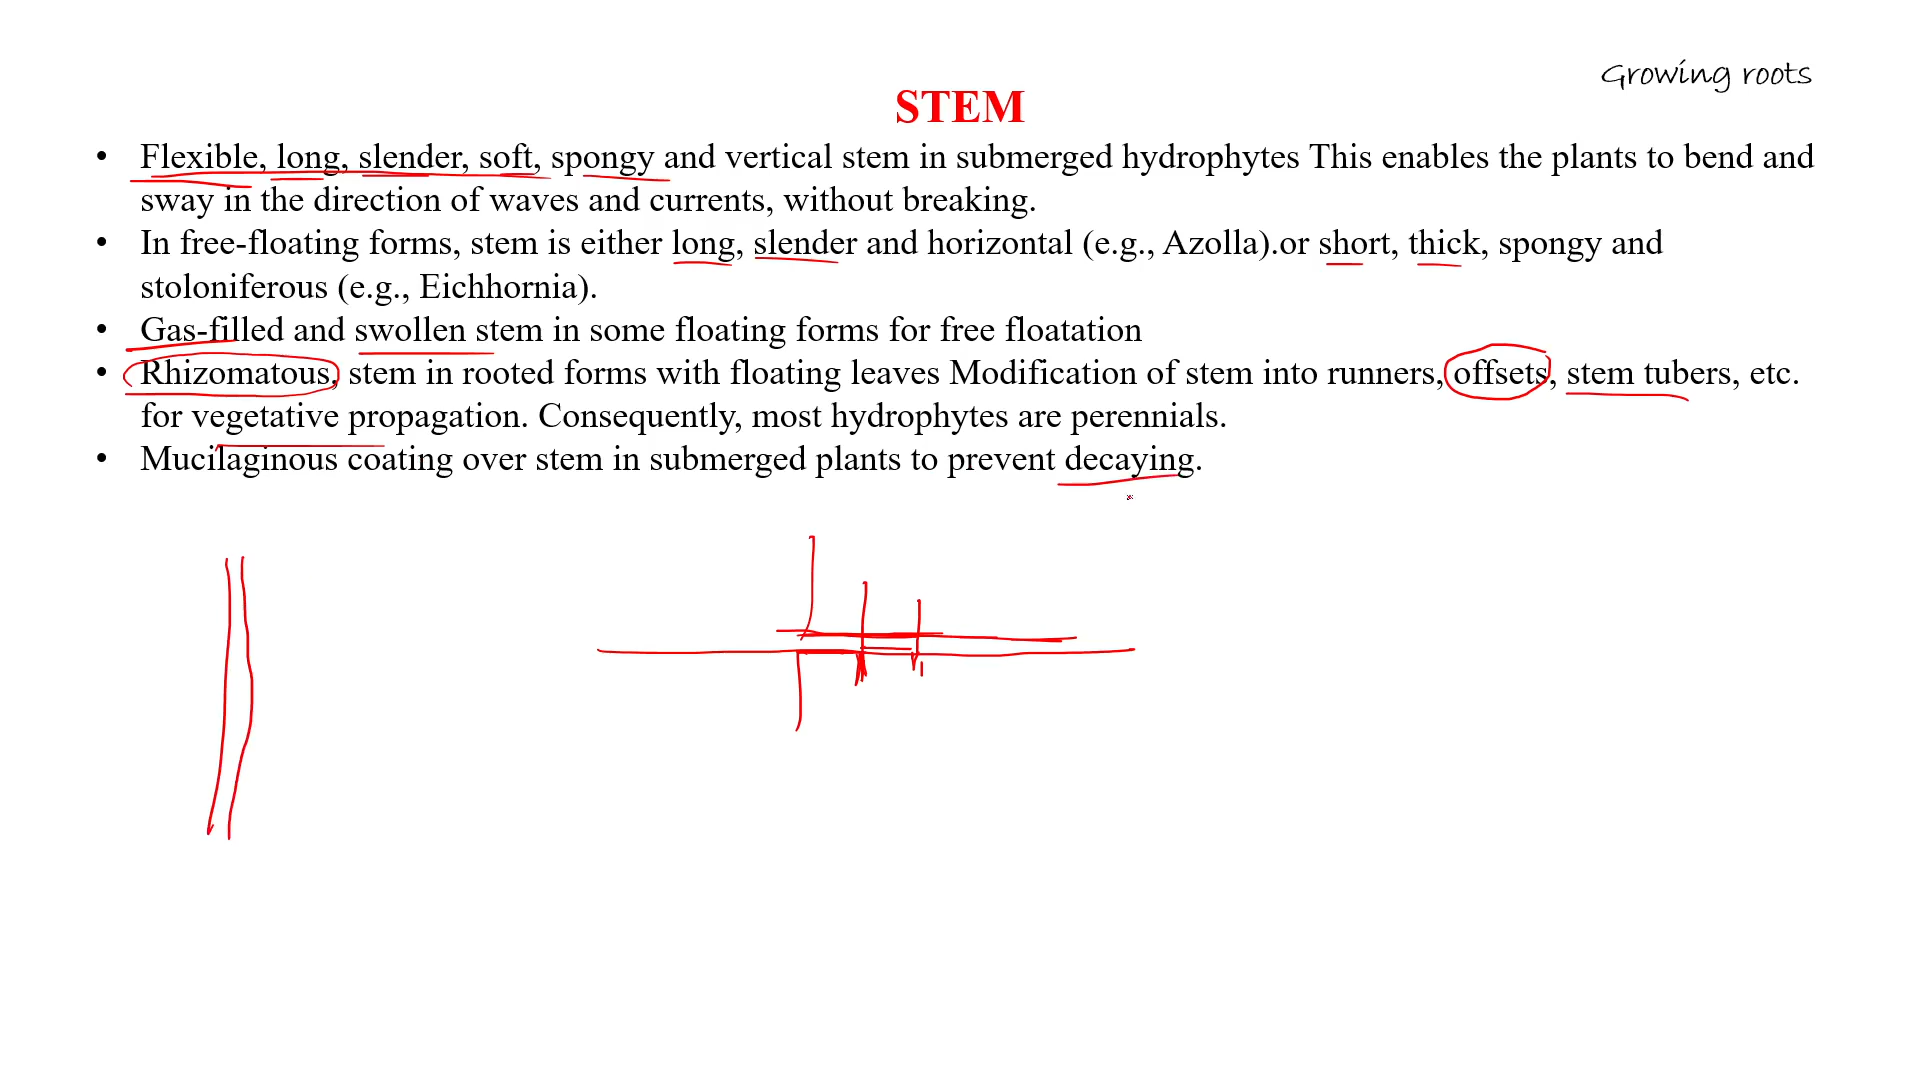 Growing roots
STEM
• Flexible, long, slender, soft, spongy and vertical stem in submerged hydrophytes This enables the plants to bend and
sway in the direction of waves and currents, without breaking.
• In free-floating forms, stem is either long, slender and horizontal (e.g., Azolla).or short, thick, spongy and
stoloniferous (e.g., Eichhornia).
• Gas-filled and swollen stem in some floating forms for free floatation
• Rhizomatous, stem in rooted forms with floating leaves Modification of stem into runners, offsets, stem tubers, etc.
for vegetative propagation. Consequently, most hydrophytes are perennials.
• Mucilaginous coating over stem in submerged plants to prevent decaying.